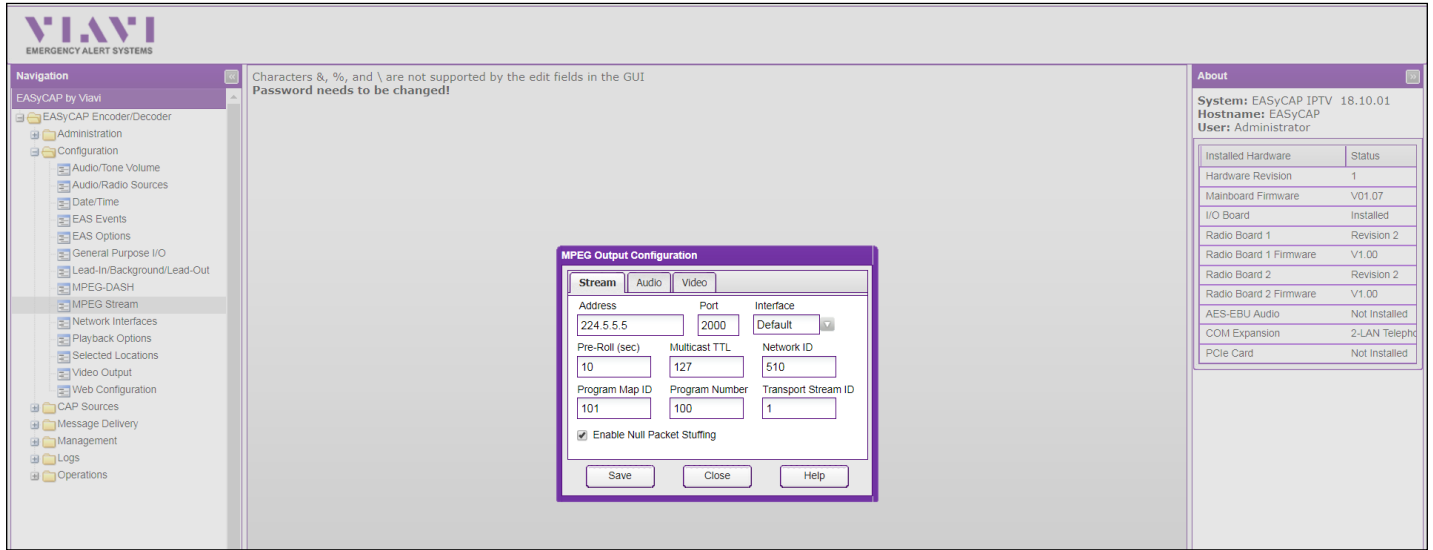 VIAVI
EMERGENCY ALERT SYSTEMS
Navigation
EASyCAP by Viavi
EASyCAP Encoder/Decoder
Administration
Configuration
Audio/Tone Volume
Audio/Radio Sources
Date/Time
EAS Events
EAS Options
General Purpose I/O
Lead-In/Background/Lead-Out
MPEG-DASH
MPEG Stream
Network Interfaces
Playback Options
Selected Locations
Video Output
Web Configuration
CAP Sources
Message Delivery
Management
Logs
Operations
Characters &, %, and \ are not supported by the edit fields in the GUI
Password needs to be changed!
MPEG Output Configuration
Stream Audio Video
Address Port Interface
224.5.5.5 2000 Default
Pre-Roll (sec) Multicast TTL Network ID
10 127 510
Program Map ID Program Number Transport Stream ID
101 100 1
Enable Null Packet Stuffing
Save Close Help
About
System: EASyCAP IPTV 18.10.01
Hostname: EASyCAP
User: Administrator
Installed Hardware Status
Hardware Revision 1
Mainboard Firmware V01.07
I/O Board Installed
Radio Board 1 Revision 2
Radio Board 1 Firmware V1.00
Radio Board 2 Revision 2
Radio Board 2 Firmware V1.00
AES-EBU Audio Not Installed
COM Expansion 2-LAN Telepho
PCIe Card Not Installed